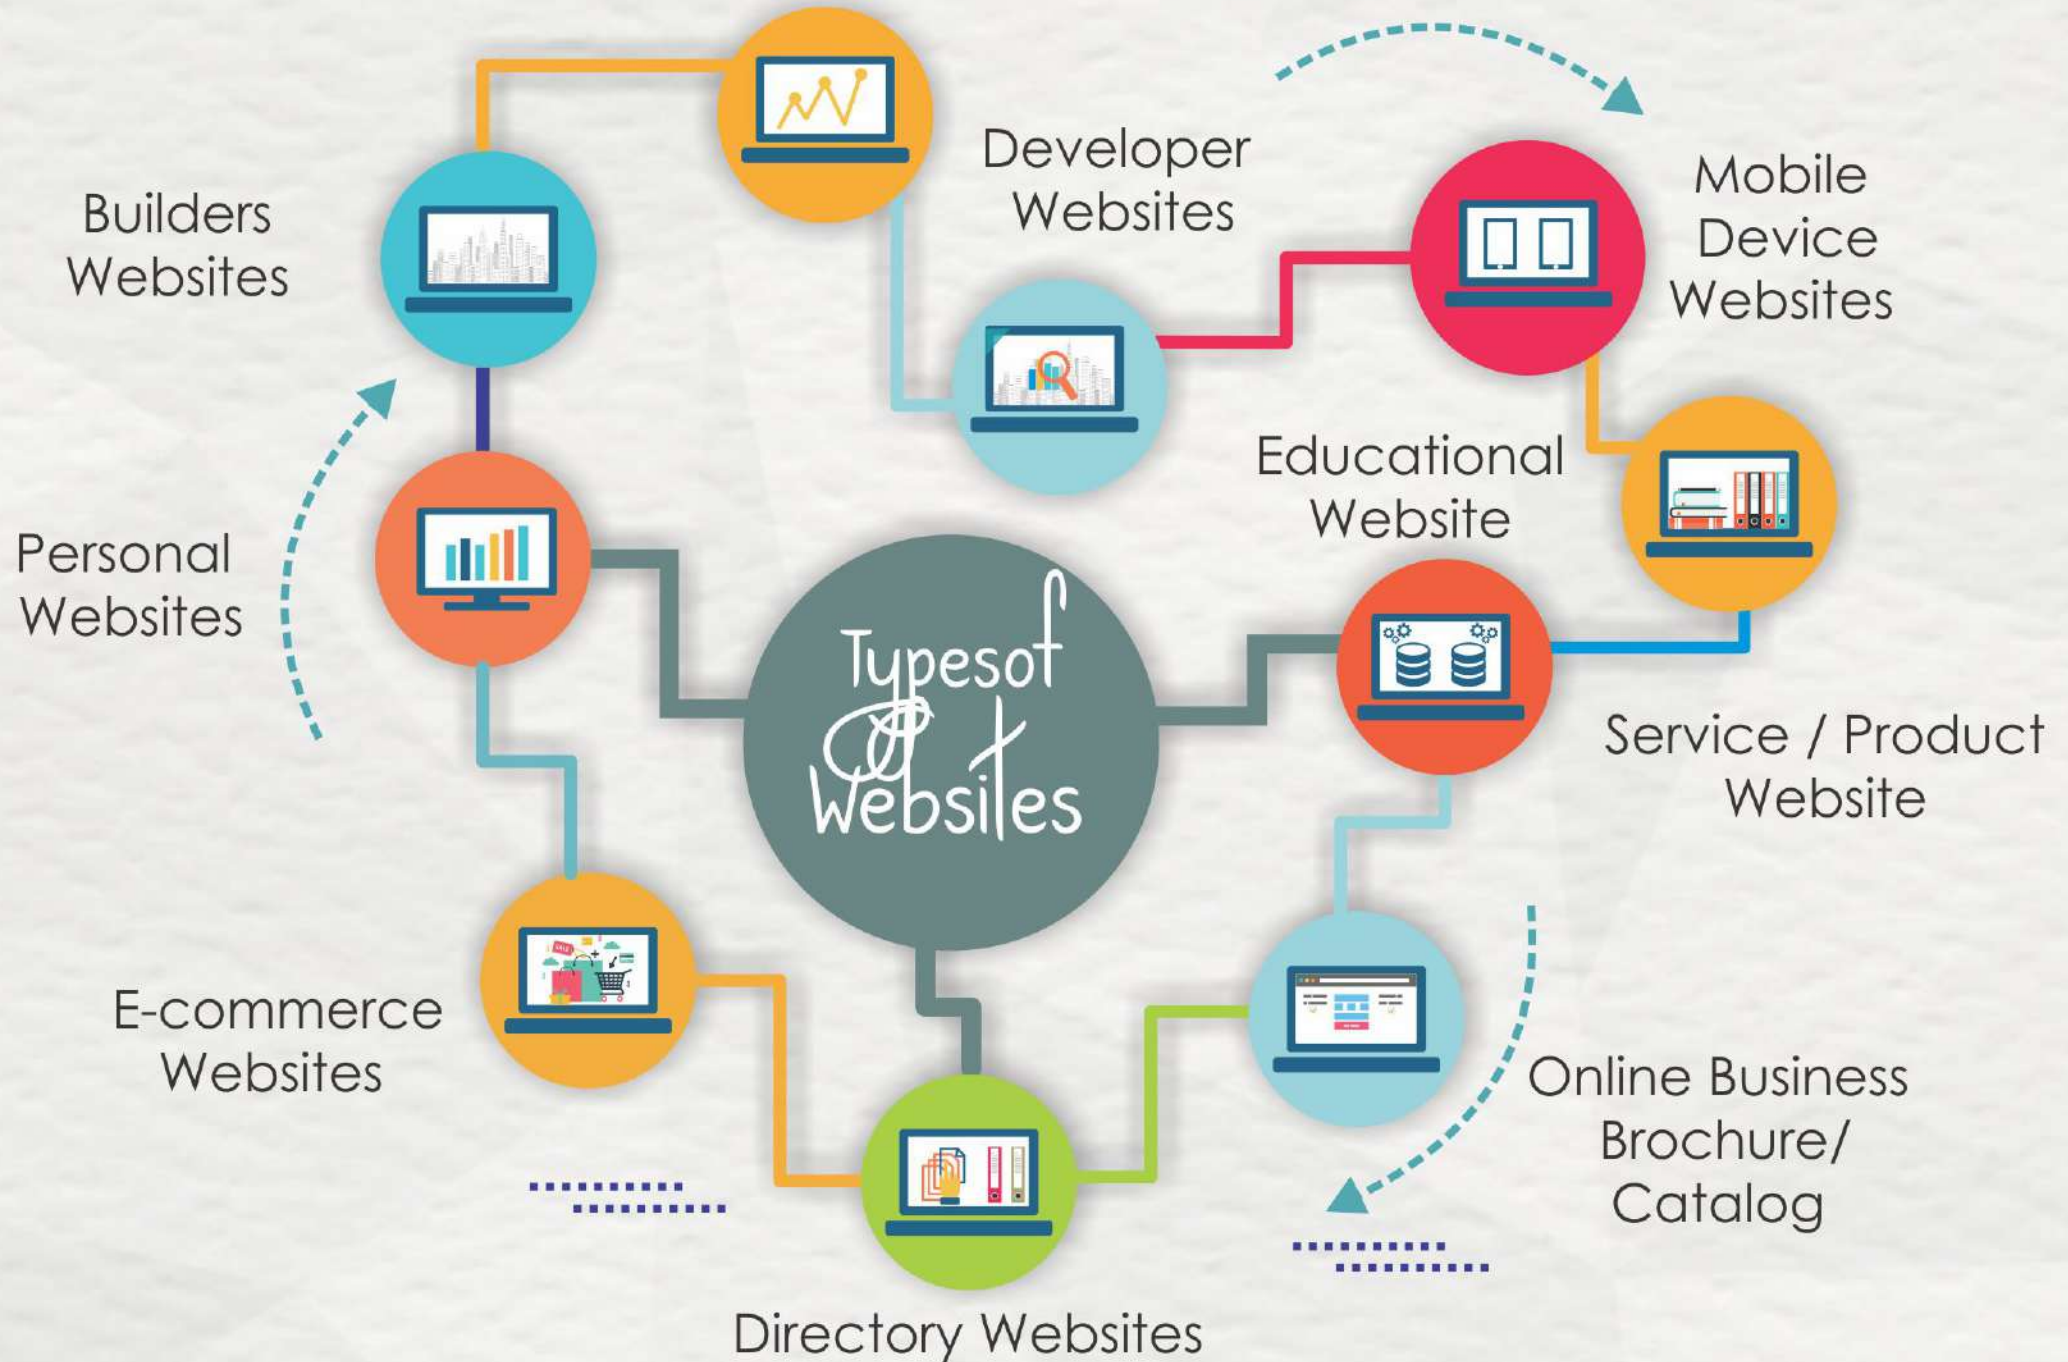 Developer
Websites
Mobile
Device
Websites
Builders
Websites
Educational
Website
Personal
Websites
Typesof
Websites
Service / Product
Website
SALE
E-commerce
Websites
Online Business
Brochure/
Catalog
Directory Websites